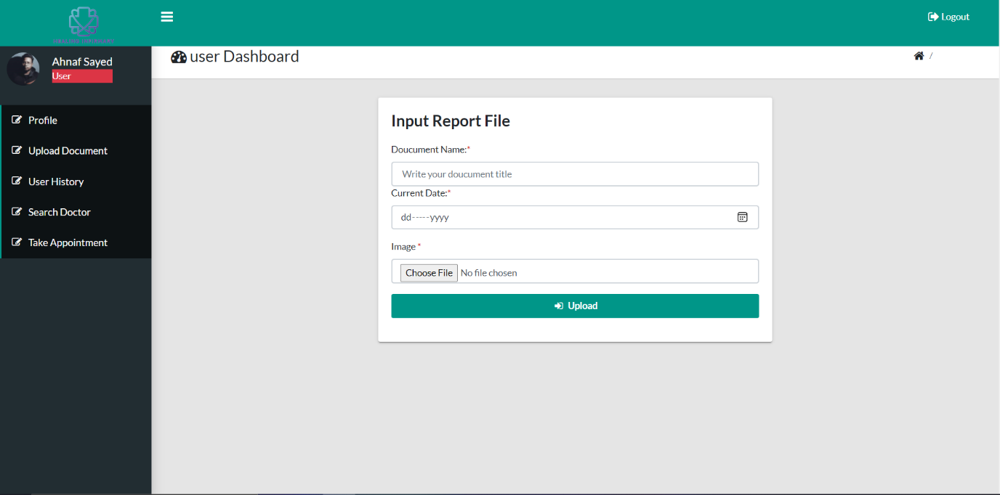 Logout
Ahnaf Sayed
User
user Dashboard
/
Profile
Upload Document
User History
Search Doctor
Take Appointment
Input Report File
Doucument Name:*
Write your doucument title
Current Date:*
dd-----yyyy
Image *
Choose File No file chosen
Upload